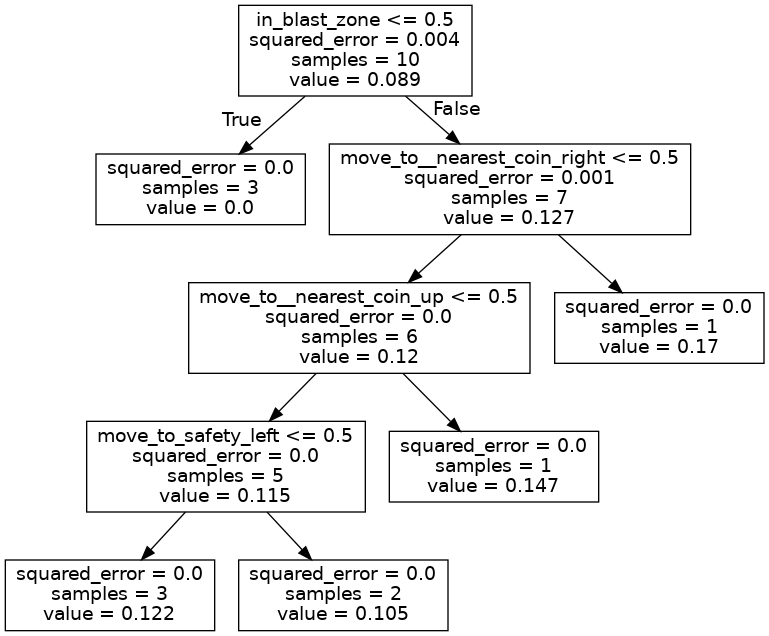 in_blast_zone <= 0.5
squared_error = 0.004
samples = 10
value = 0.089
True
False
squared_error = 0.0
samples = 3
value = 0.0
move_to__nearest_coin_right <= 0.5
squared_error = 0.001
samples = 7
value = 0.127
move_to__nearest_coin_up <= 0.5
squared_error = 0.0
samples = 6
value = 0.12
squared_error = 0.0
samples = 1
value = 0.17
move_to_safety_left <= 0.5
squared_error = 0.0
samples = 5
value = 0.115
squared_error = 0.0
samples = 1
value = 0.147
squared_error = 0.0
samples = 3
value = 0.122
squared_error = 0.0
samples = 2
value = 0.105